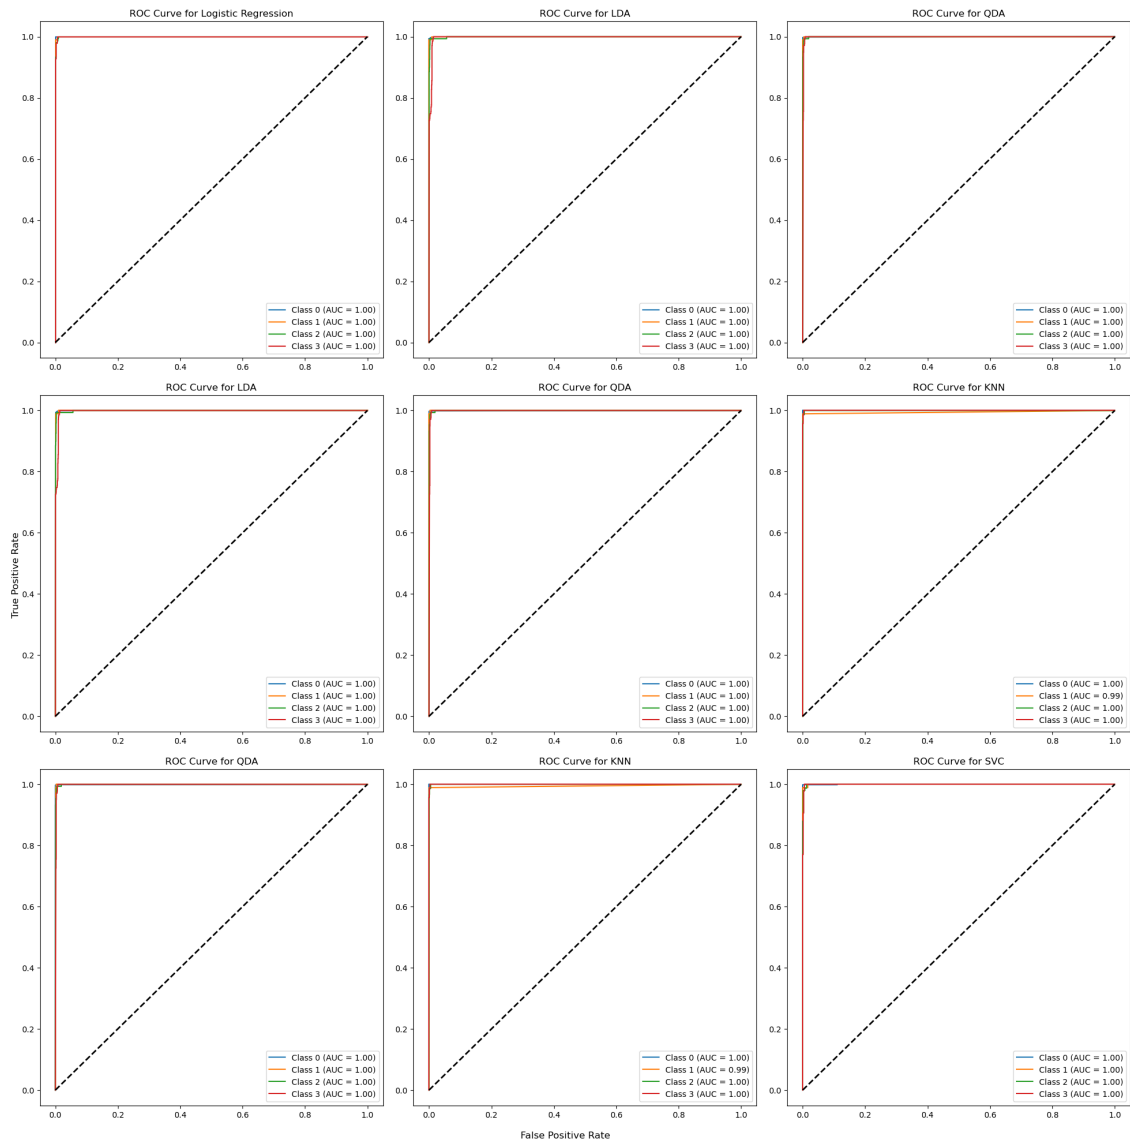 ROC Curve for Logistic Regression
1.0
0.8
0.6
0.4
0.2
0.0
Class 0 (AUC = 1.00)
Class 1 (AUC = 1.00)
Class 2 (AUC = 1.00)
Class 3 (AUC = 1.00)
0.0 0.2 0.4 0.6 0.8 1.0
ROC Curve for LDA
1.0
0.8
0.6
0.4
0.2
0.0
Class 0 (AUC = 1.00)
Class 1 (AUC = 1.00)
Class 2 (AUC = 1.00)
Class 3 (AUC = 1.00)
0.0 0.2 0.4 0.6 0.8 1.0
ROC Curve for QDA
1.0
0.8
0.6
0.4
0.2
0.0
Class 0 (AUC = 1.00)
Class 1 (AUC = 1.00)
Class 2 (AUC = 1.00)
Class 3 (AUC = 1.00)
0.0 0.2 0.4 0.6 0.8 1.0
True Positive Rate
ROC Curve for LDA
1.0
0.8
0.6
0.4
0.2
0.0
Class 0 (AUC = 1.00)
Class 1 (AUC = 1.00)
Class 2 (AUC = 1.00)
Class 3 (AUC = 1.00)
0.0 0.2 0.4 0.6 0.8 1.0
ROC Curve for QDA
1.0
0.8
0.6
0.4
0.2
0.0
Class 0 (AUC = 1.00)
Class 1 (AUC = 1.00)
Class 2 (AUC = 1.00)
Class 3 (AUC = 1.00)
0.0 0.2 0.4 0.6 0.8 1.0
ROC Curve for KNN
1.0
0.8
0.6
0.4
0.2
0.0
Class 0 (AUC = 1.00)
Class 1 (AUC = 0.99)
Class 2 (AUC = 1.00)
Class 3 (AUC = 1.00)
0.0 0.2 0.4 0.6 0.8 1.0
ROC Curve for QDA
1.0
0.8
0.6
0.4
0.2
0.0
Class 0 (AUC = 1.00)
Class 1 (AUC = 1.00)
Class 2 (AUC = 1.00)
Class 3 (AUC = 1.00)
0.0 0.2 0.4 0.6 0.8 1.0
ROC Curve for KNN
1.0
0.8
0.6
0.4
0.2
0.0
Class 0 (AUC = 1.00)
Class 1 (AUC = 0.99)
Class 2 (AUC = 1.00)
Class 3 (AUC = 1.00)
0.0 0.2 0.4 0.6 0.8 1.0
ROC Curve for SVC
1.0
0.8
0.6
0.4
0.2
0.0
Class 0 (AUC = 1.00)
Class 1 (AUC = 1.00)
Class 2 (AUC = 1.00)
Class 3 (AUC = 1.00)
0.0 0.2 0.4 0.6 0.8 1.0
False Positive Rate